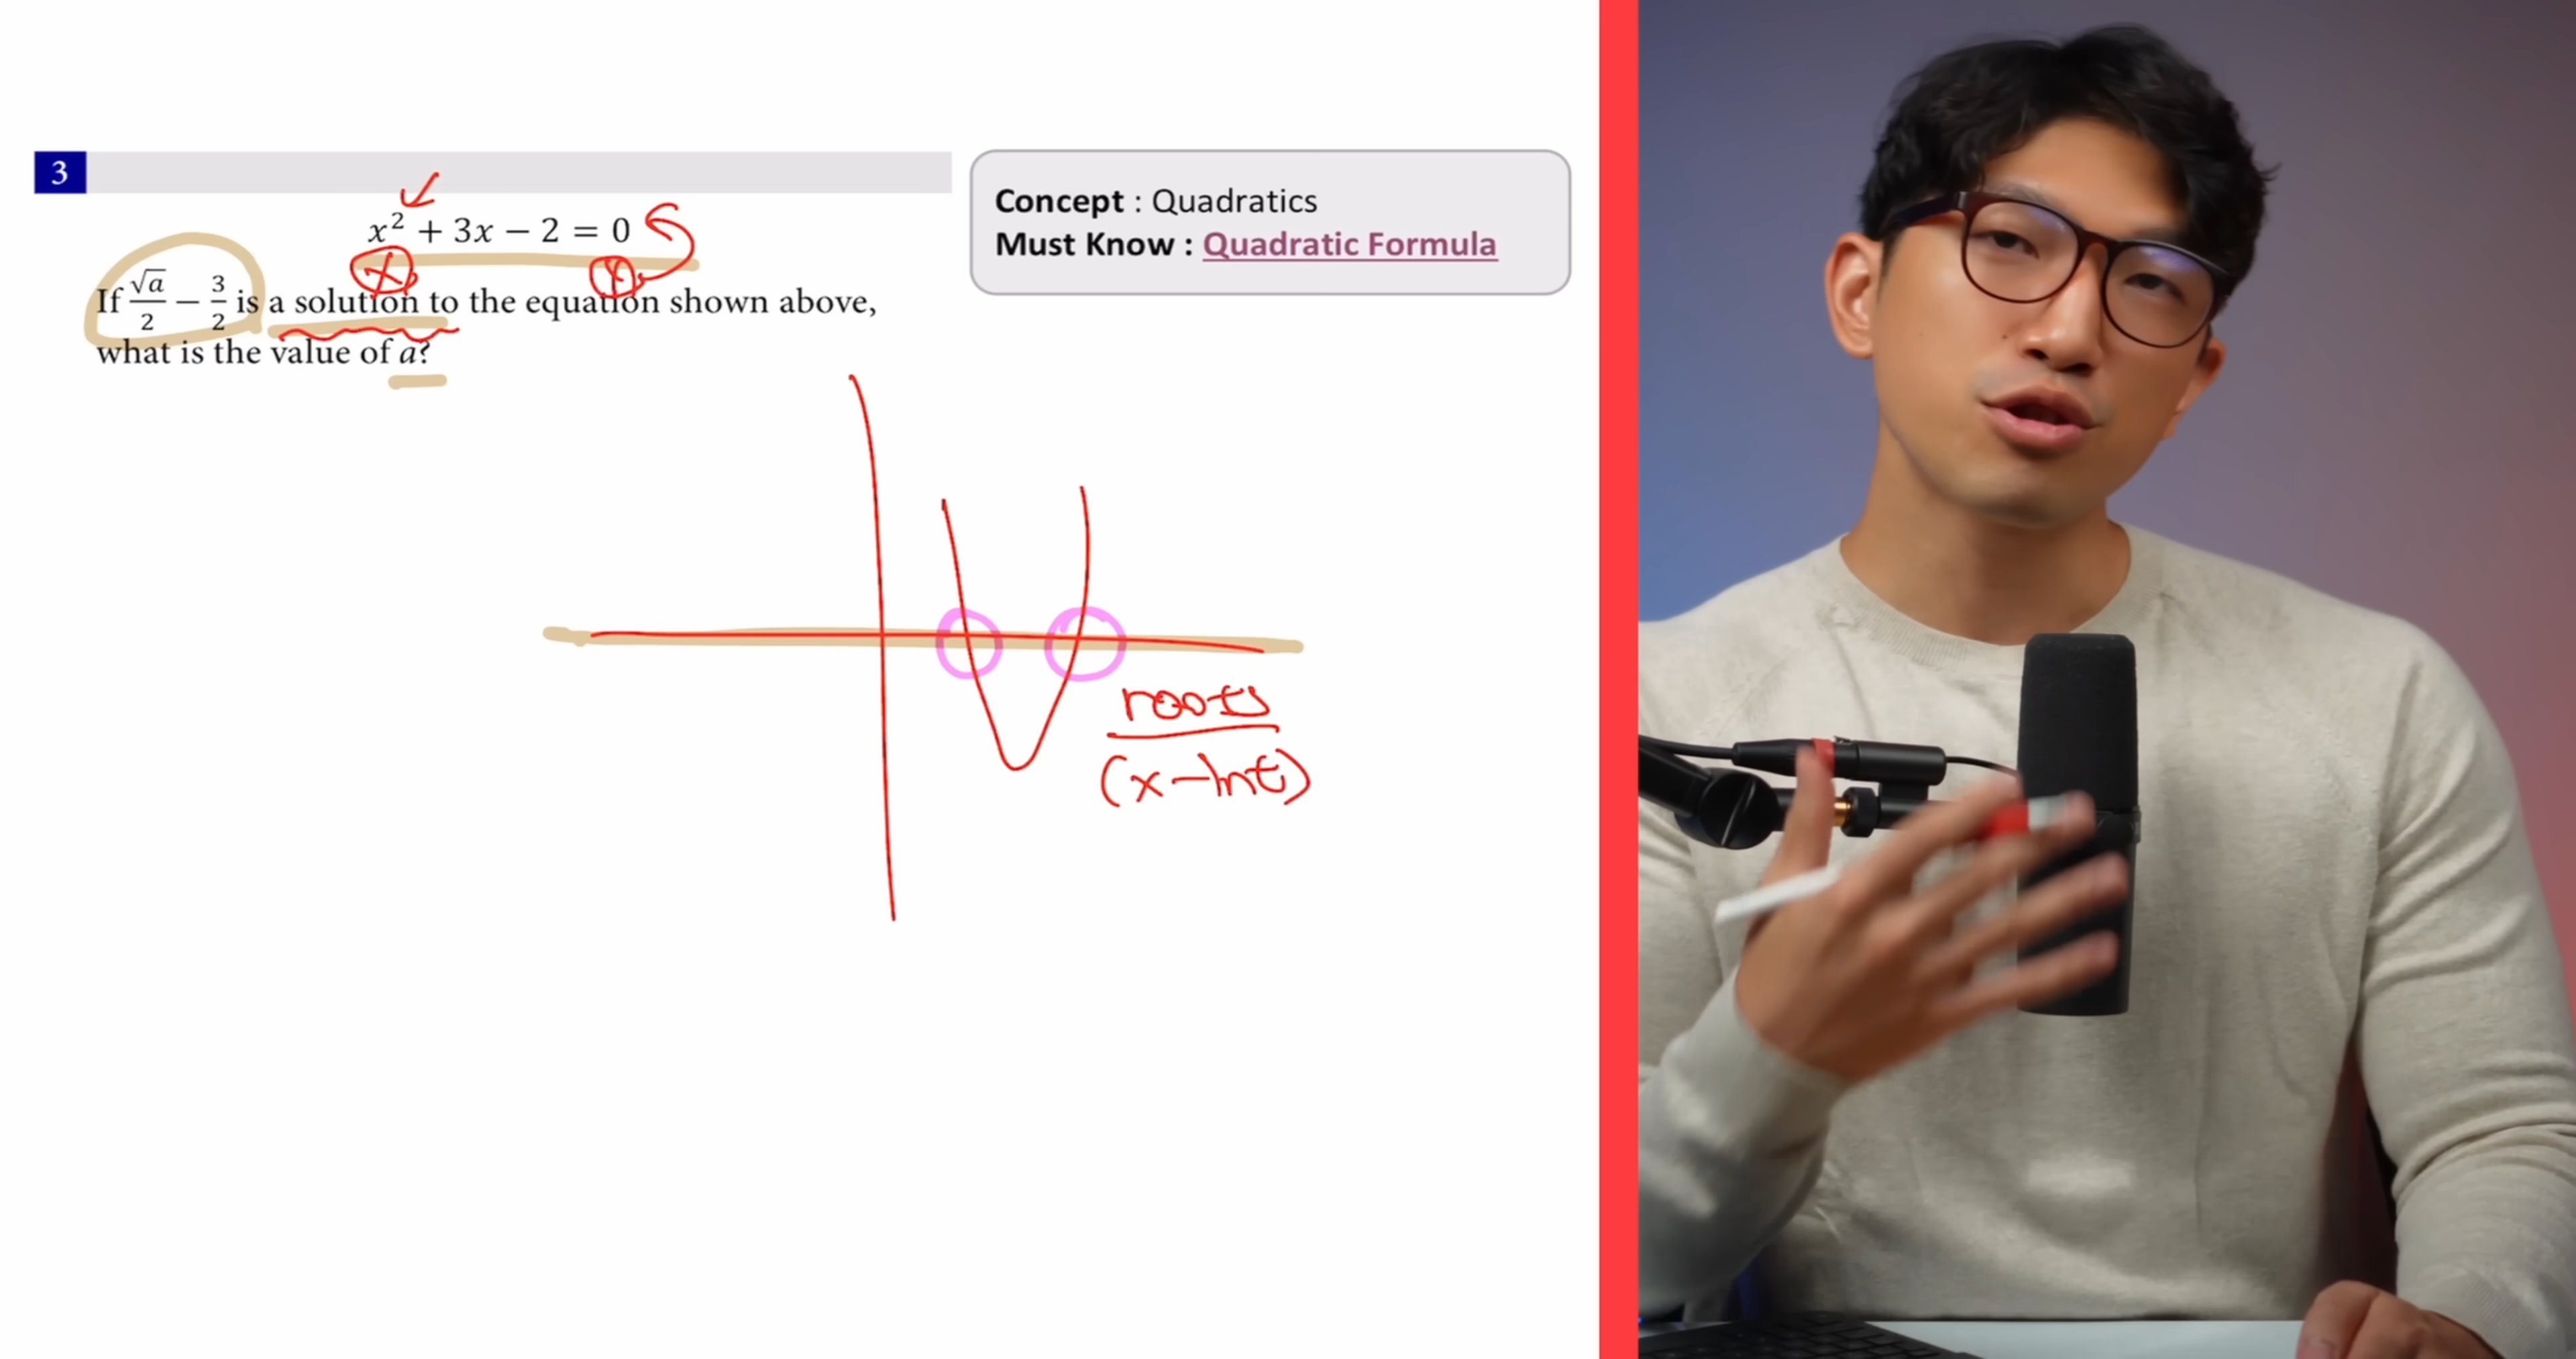 3
x² + 3x − 2 = 0
If √a/2 − 3/2 is a solution to the equation shown above,
what is the value of a?
Concept : Quadratics
Must Know : Quadratic Formula
roots
(x-int)